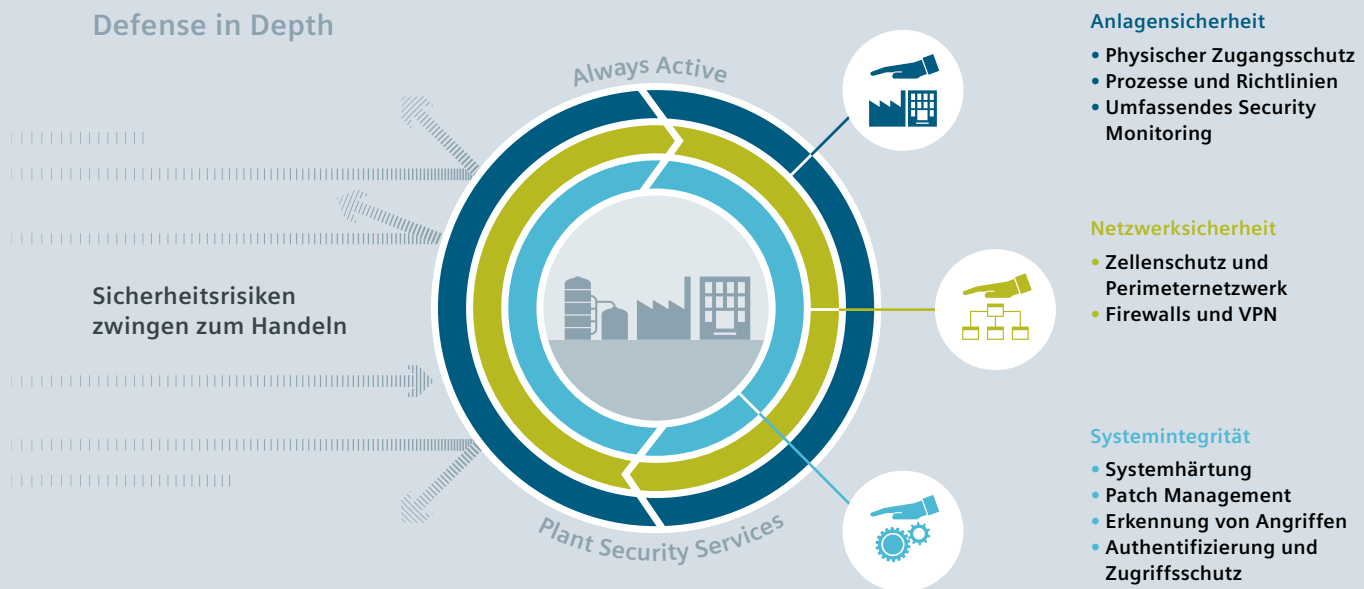 Defense in Depth
Always Active
Sicherheitsrisiken
zwingen zum Handeln
Plant Security Services
Anlagensicherheit
• Physischer Zugangsschutz
• Prozesse und Richtlinien
• Umfassendes Security
Monitoring
Netzwerksicherheit
• Zellenschutz und
Perimeternetzwerk
• Firewalls und VPN
Systemintegrität
• Systemhärtung
• Patch Management
• Erkennung von Angriffen
• Authentifizierung und
Zugriffsschutz